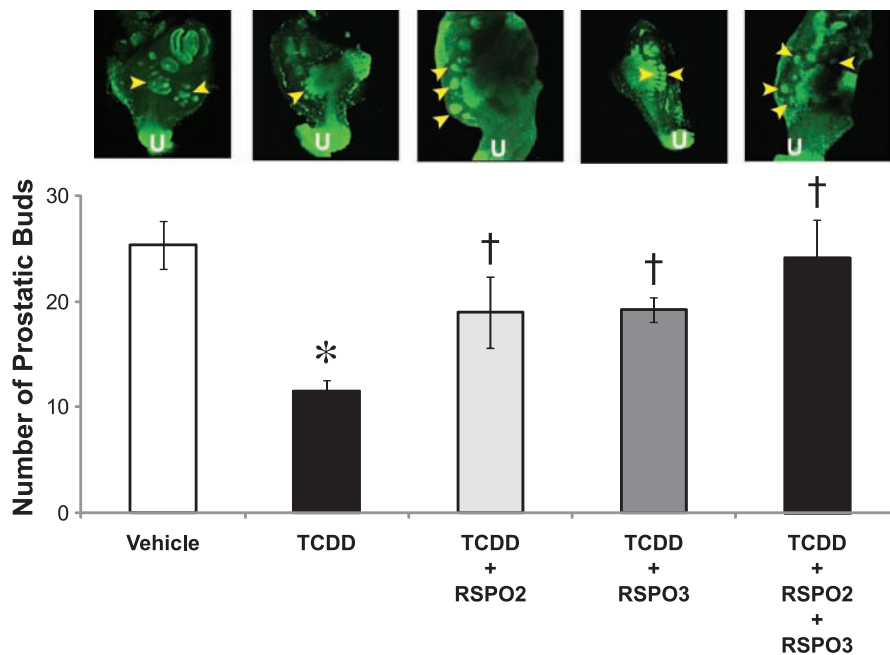 U U U U U
Number of Prostatic Buds
30
20
10
0
* † † †
Vehicle TCDD TCDD TCDD TCDD
+ + +
RSPO2 RSPO3 RSPO2
+
RSPO3